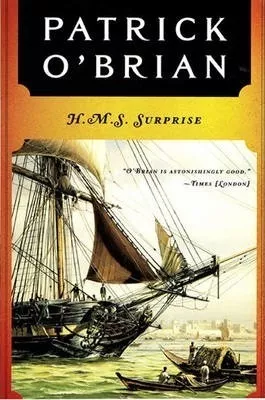 PATRICK
O'BRIAN
H.M.S. SURPRISE
"O'BRIAN IS ASTONISHINGLY GOOD."
~TIMES [LONDON]